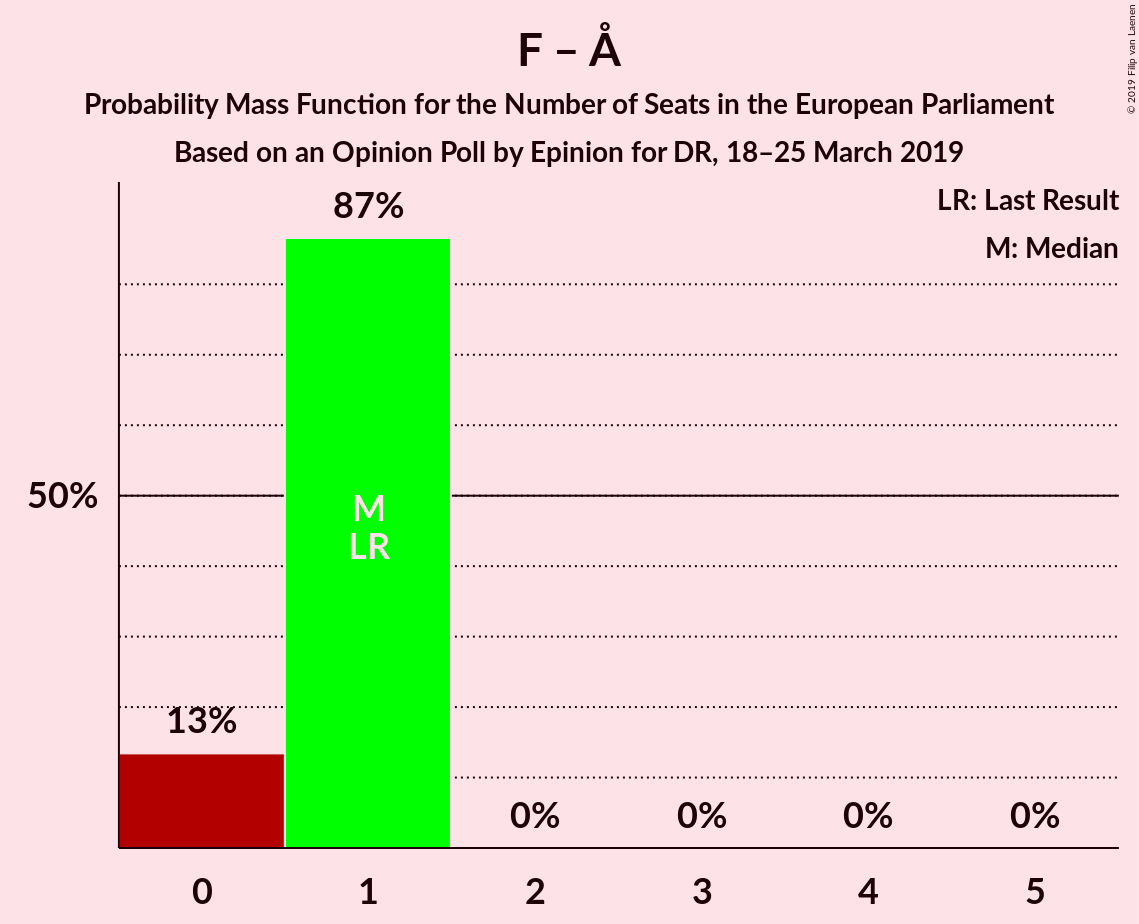 F – Å
Probability Mass Function for the Number of Seats in the European Parliament
Based on an Opinion Poll by Epinion for DR, 18–25 March 2019
© 2019 Filip van Laenen
LR: Last Result
M: Median
87%
50%
M
LR
13%
0%
0%
0%
0%
0
1
2
3
4
5